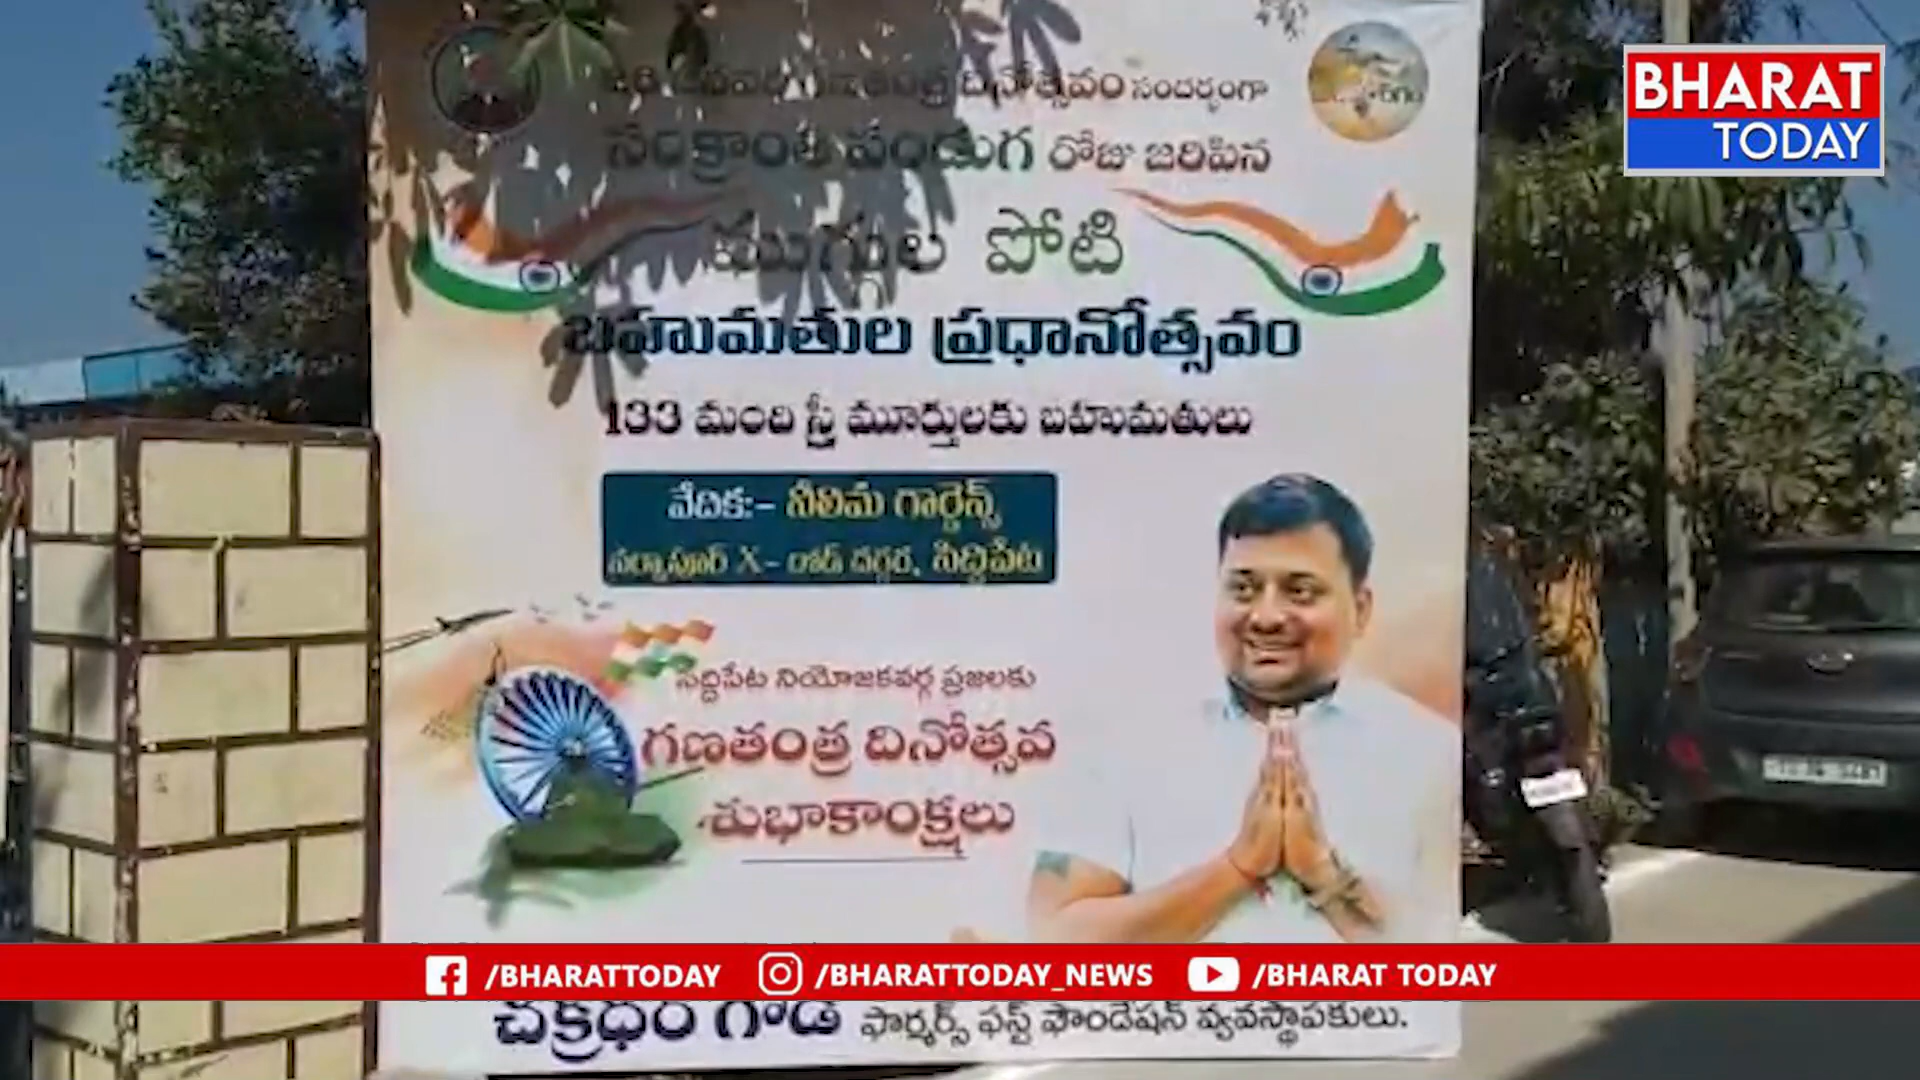 BHARAT
TODAY
దినోత్సవం సందర్భంగా
సంక్రాంతి పండుగ రోజు జరిపిన
ముగ్గుల పోటి
బహుమతుల ప్రధానోత్సవం
133 మంది స్త్రీ మూర్తులకు బహుమతులు
వేదిక:- నీలిమ గార్డెన్స్
X- రోడ్ దగ్గర, సిద్దిపేట
సిద్దిపేట నియోజకవర్గ ప్రజలకు
గణతంత్ర దినోత్సవ
శుభాకాంక్షలు
/BHARATTODAY /BHARATTODAY_NEWS /BHARAT TODAY
చక్రధర్ గౌడ్ ఫార్మర్స్ ఫస్ట్ ఫౌండేషన్ వ్యవస్థాపకులు.